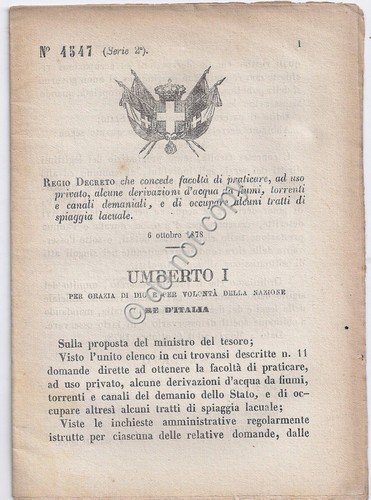 N° 4547 (Serie 2ª).
1
REGIO DECRETO che concede facoltà di praticare, ad uso
privato, alcune derivazioni d'acqua da fiumi, torrenti
e canali demaniali, e di occupare alcuni tratti di
spiaggia lacuale.
6 ottobre 1878
UMBERTO I
PER GRAZIA DI DIO E PER VOLONTÀ DELLA NAZIONE
RE D'ITALIA
Sulla proposta del ministro del tesoro;
Visto l'unito elenco in cui trovansi descritte n. 11
domande dirette ad ottenere la facoltà di praticare,
ad uso privato, alcune derivazioni d'acqua da fiumi,
torrenti e canali del demanio dello Stato, e di oc-
cupare altresì alcuni tratti di spiaggia lacuale;
Viste le inchieste amministrative regolarmente
istrutte per ciascuna delle relative domande, dalle